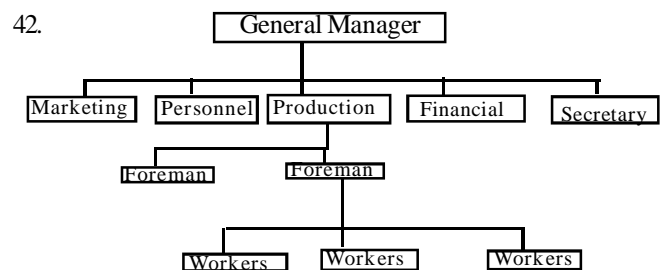 42.
General Manager
Marketing Personnel Production Financial Secretary
Foreman Foreman
Workers Workers Workers